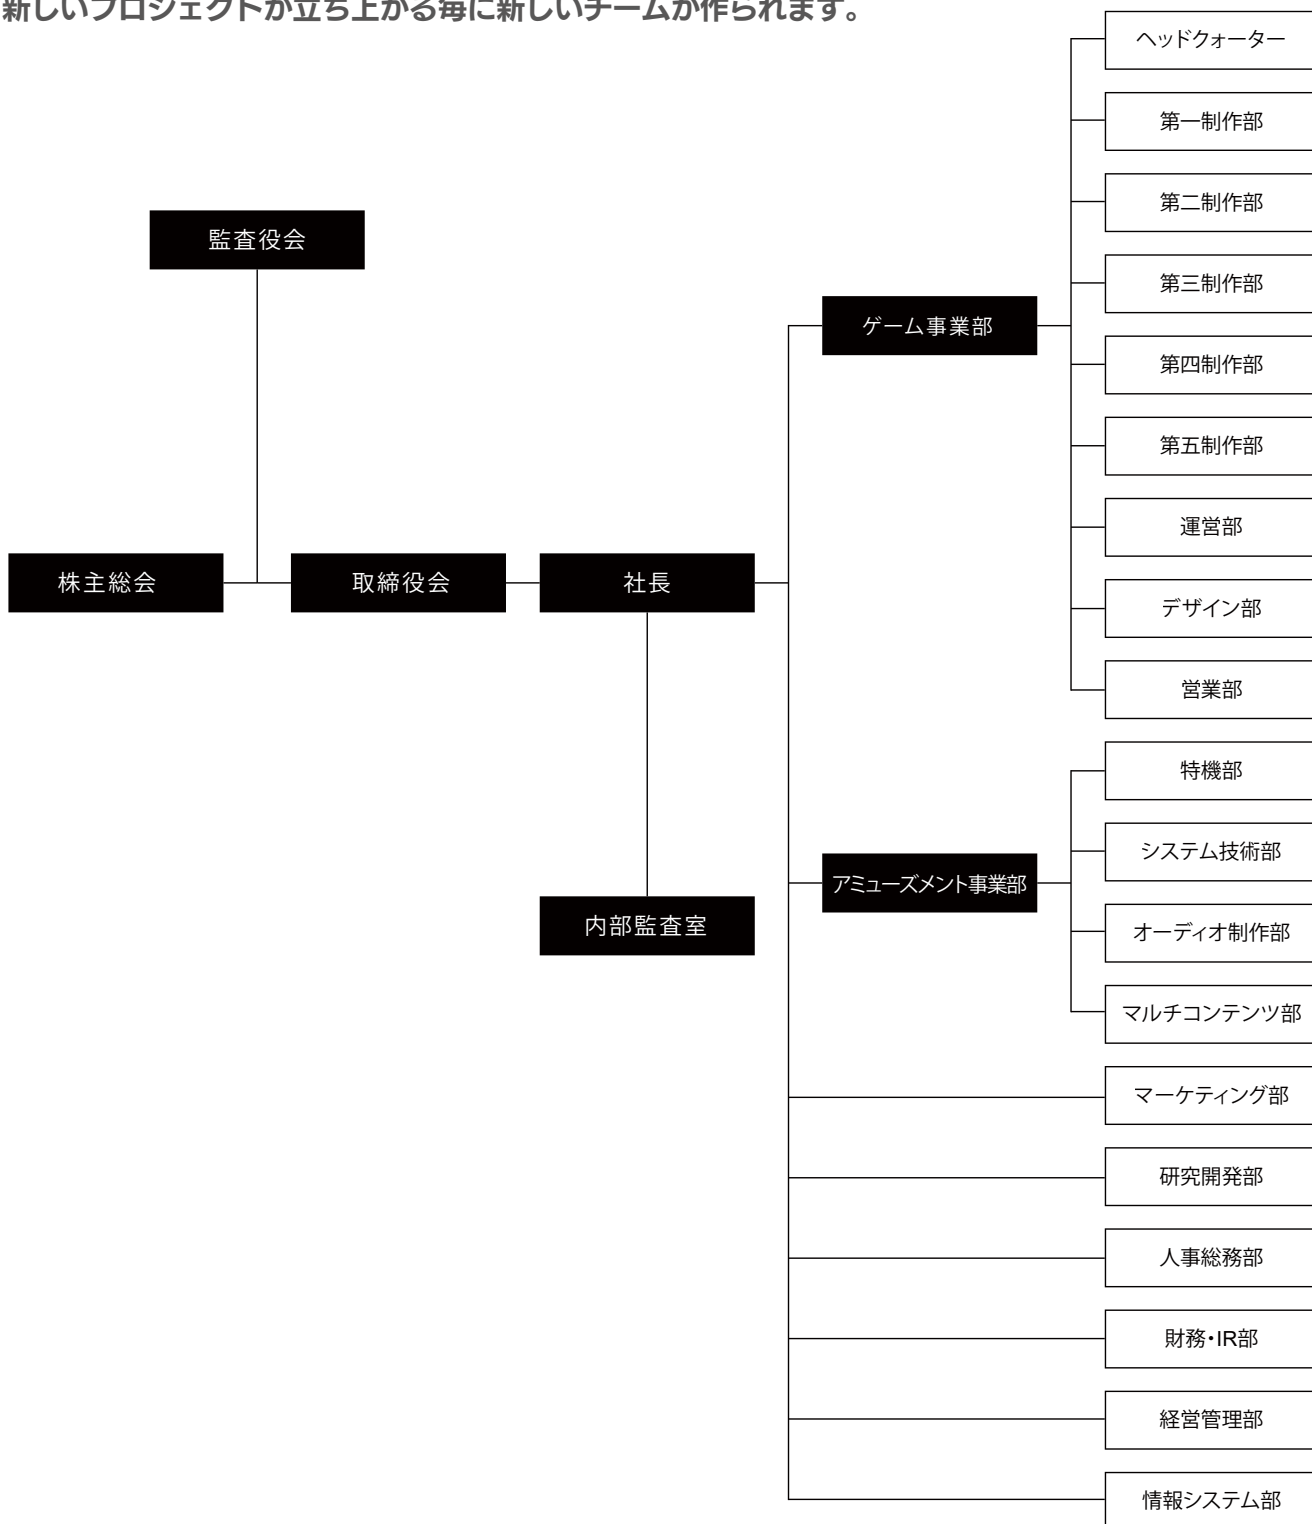 新しいプロジェクトが立ち上がる毎に新しいチームが作られます。
監査役会
株主総会
取締役会
社長
内部監査室
ゲーム事業部
ヘッドクォーター
第一制作部
第二制作部
第三制作部
第四制作部
第五制作部
運営部
デザイン部
営業部
アミューズメント事業部
特機部
システム技術部
オーディオ制作部
マルチコンテンツ部
マーケティング部
研究開発部
人事総務部
財務・IR部
経営管理部
情報システム部